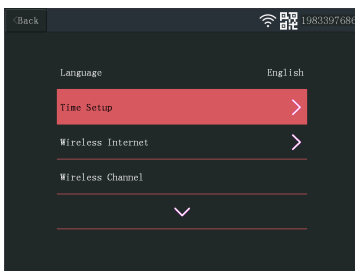 <Back
1983397686
Language English
Time Setup
Wireless Internet
Wireless Channel